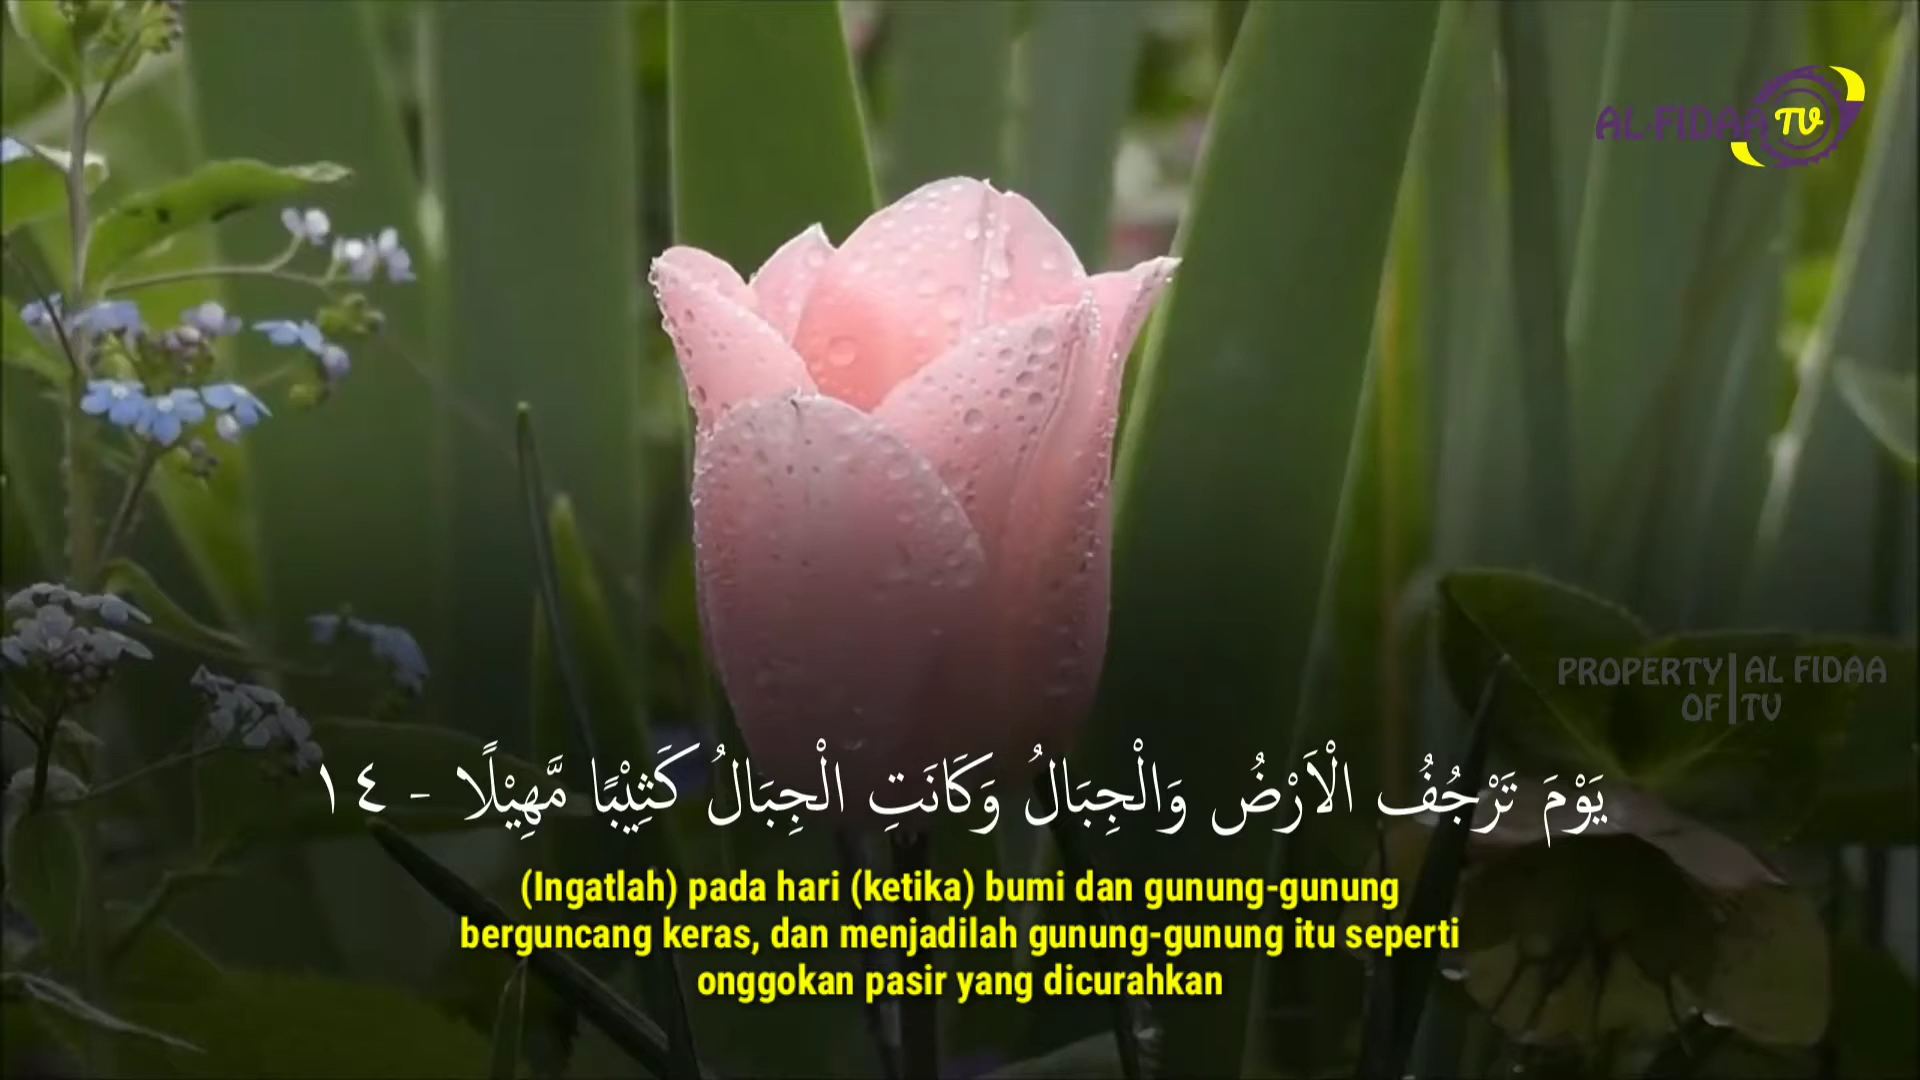 AL-FIDAA TV
PROPERTY OF | AL FIDAA TV
يَوْمَ تَرْجُفُ الْاَرْضُ وَالْجِبَالُ وَكَانَتِ الْجِبَالُ كَثِيْبًا مَّهِيْلًا - ١٤
(Ingatlah) pada hari (ketika) bumi dan gunung-gunung
berguncang keras, dan menjadilah gunung-gunung itu seperti
onggokan pasir yang dicurahkan